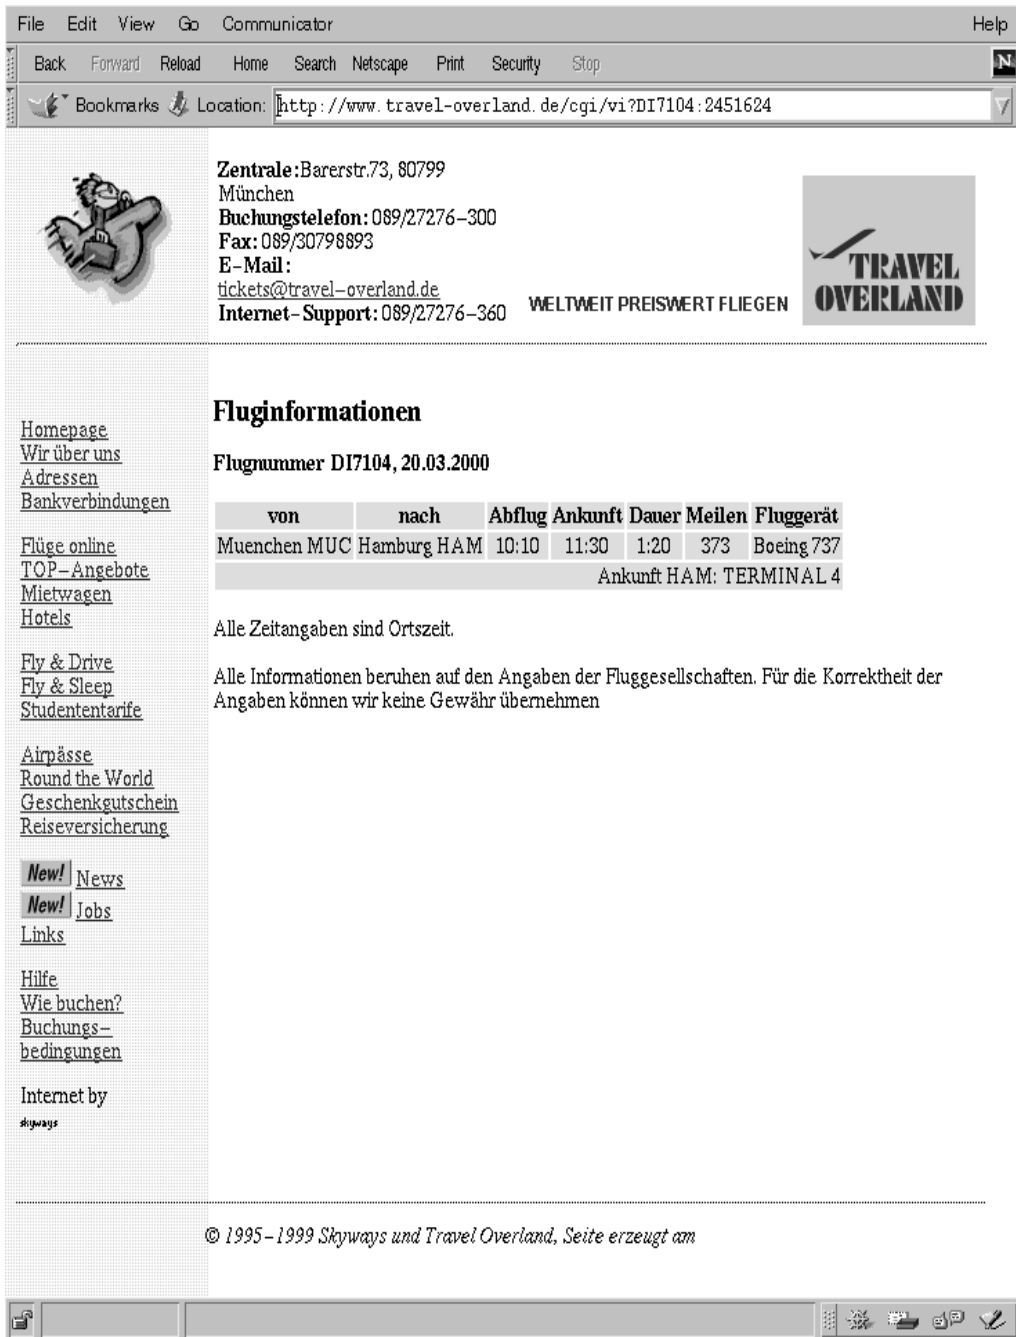 File Edit View Go Communicator Help
Back Forward Reload Home Search Netscape Print Security Stop
N
Bookmarks Location: http://www.travel-overland.de/cgi/vi?DI7104:2451624
Zentrale:Barerstr.73, 80799
München
Buchungstelefon: 089/27276-300
Fax: 089/30798893
E-Mail:
tickets@travel-overland.de
Internet-Support: 089/27276-360
WELTWEIT PREISWERT FLIEGEN
TRAVEL
OVERLAND
Homepage
Wir über uns
Adressen
Bankverbindungen
Flüge online
TOP-Angebote
Mietwagen
Hotels
Fly & Drive
Fly & Sleep
Studententarife
Airpässe
Round the World
Geschenkgutschein
Reiseversicherung
New! News
New! Jobs
Links
Hilfe
Wie buchen?
Buchungs-
bedingungen
Internet by
skyways
Fluginformationen
Flugnummer DI7104, 20.03.2000
von nach Abflug Ankunft Dauer Meilen Fluggerät
Muenchen MUC Hamburg HAM 10:10 11:30 1:20 373 Boeing 737
Ankunft HAM: TERMINAL 4
Alle Zeitangaben sind Ortszeit.
Alle Informationen beruhen auf den Angaben der Fluggesellschaften. Für die Korrektheit der
Angaben können wir keine Gewähr übernehmen
© 1995-1999 Skyways und Travel Overland, Seite erzeugt am